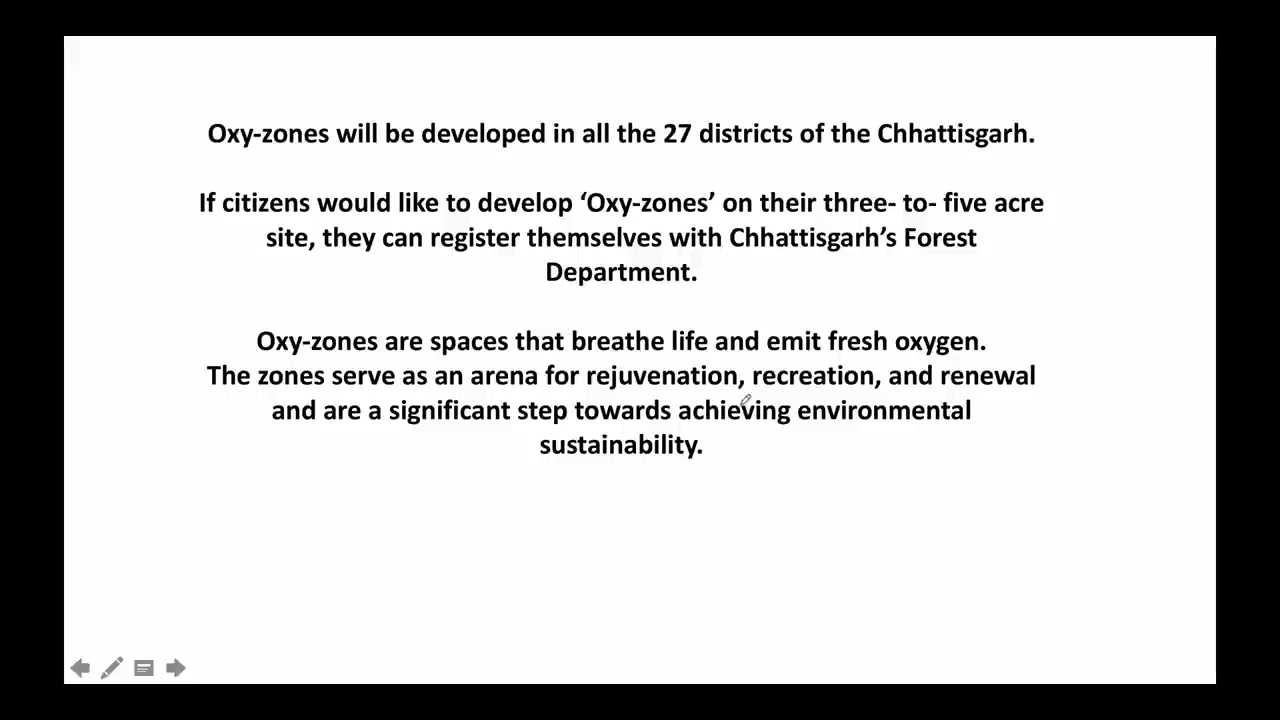 Oxy-zones will be developed in all the 27 districts of the Chhattisgarh.
If citizens would like to develop ‘Oxy-zones’ on their three- to- five acre
site, they can register themselves with Chhattisgarh’s Forest
Department.
Oxy-zones are spaces that breathe life and emit fresh oxygen.
The zones serve as an arena for rejuvenation, recreation, and renewal
and are a significant step towards achieving environmental
sustainability.